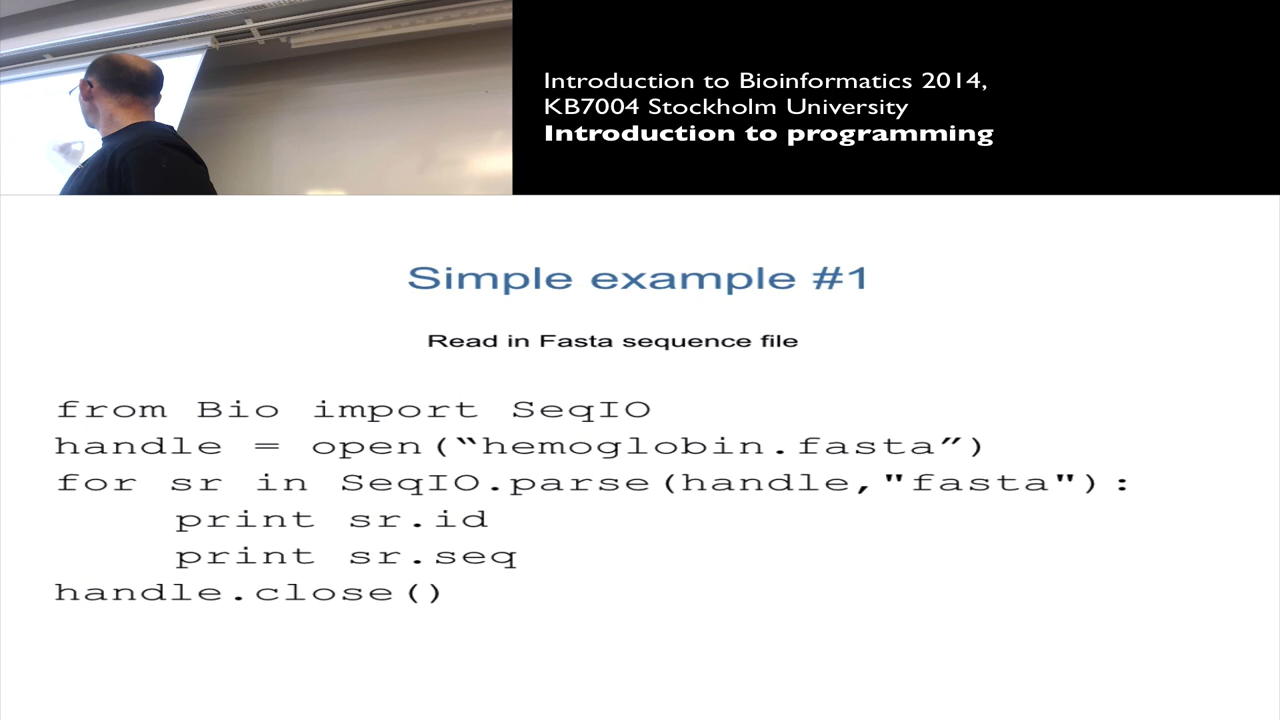 Introduction to Bioinformatics 2014,
KB7004 Stockholm University
Introduction to programming
Simple example #1
Read in Fasta sequence file
from Bio import SeqIO
handle = open(“hemoglobin.fasta”)
for sr in SeqIO.parse(handle,"fasta"):
    print sr.id
    print sr.seq
handle.close()